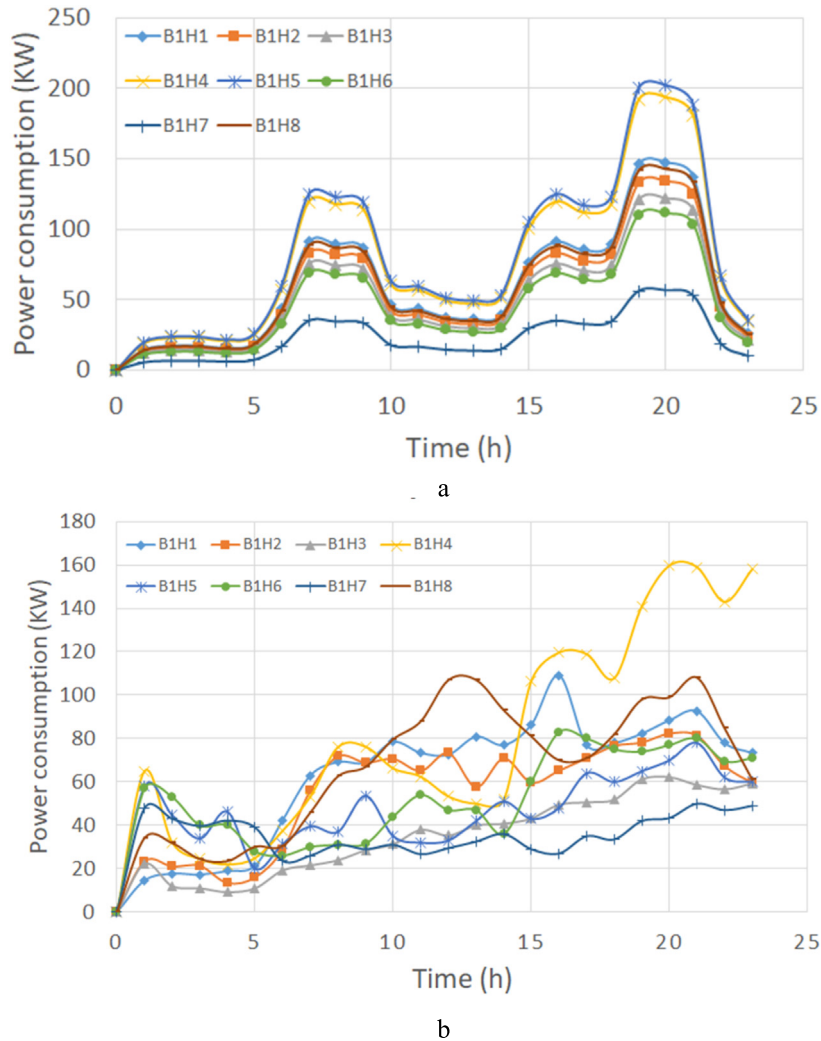 250
B1H1 B1H2 B1H3
200
B1H4 B1H5 B1H6
150
B1H7 B1H8
100
50
0
Power consumption (KW)
0 5 10 15 20 25
Time (h)
a
180
B1H1 B1H2 B1H3 B1H4
160
B1H5 B1H6 B1H7 B1H8
140
120
100
80
60
40
20
0
Power consumption (KW)
0 5 10 15 20 25
Time (h)
b